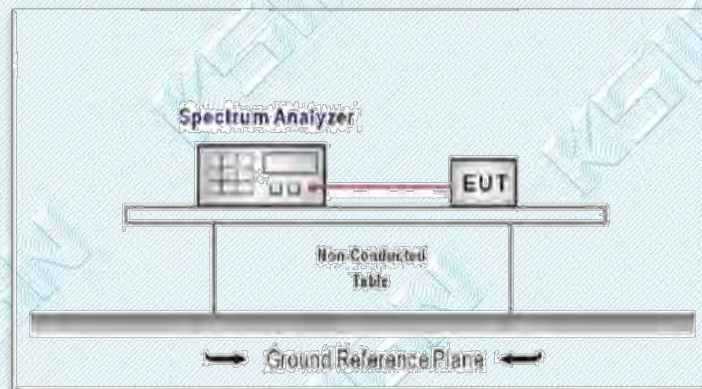 Spectrum Analyzer
EUT
Non-Conducted
Table
Ground Reference Plane